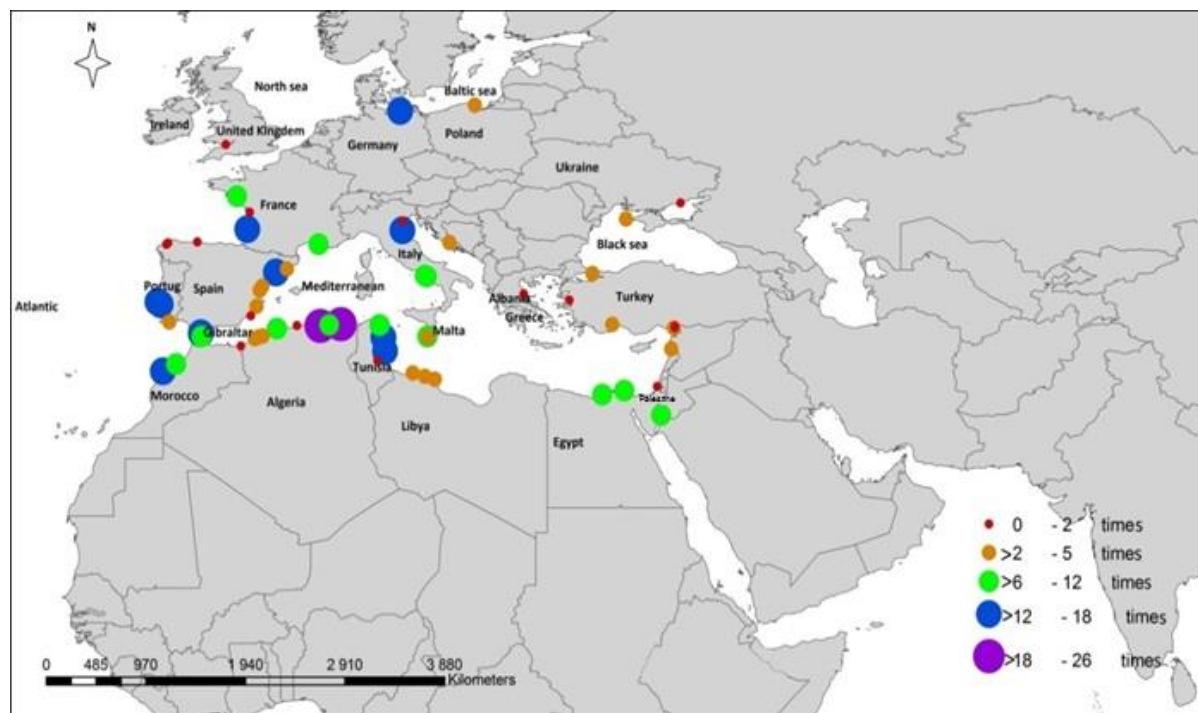 N
North sea
Baltic sea
Ireland
United Kingdom
Poland
Germany
Ukraine
France
Black sea
Italy
Portug
Spain
Mediterranean
Turkey
Atlantic
Albania
Gibraltar
Greece
Malta
Tunisia
Morocco
Algeria
Libya
Egypt
0 - 2 times
>2 - 5 times
>6 - 12 times
>12 - 18 times
>18 - 26 times
0 485 970 1 940 2 910 3 880
Kilometers